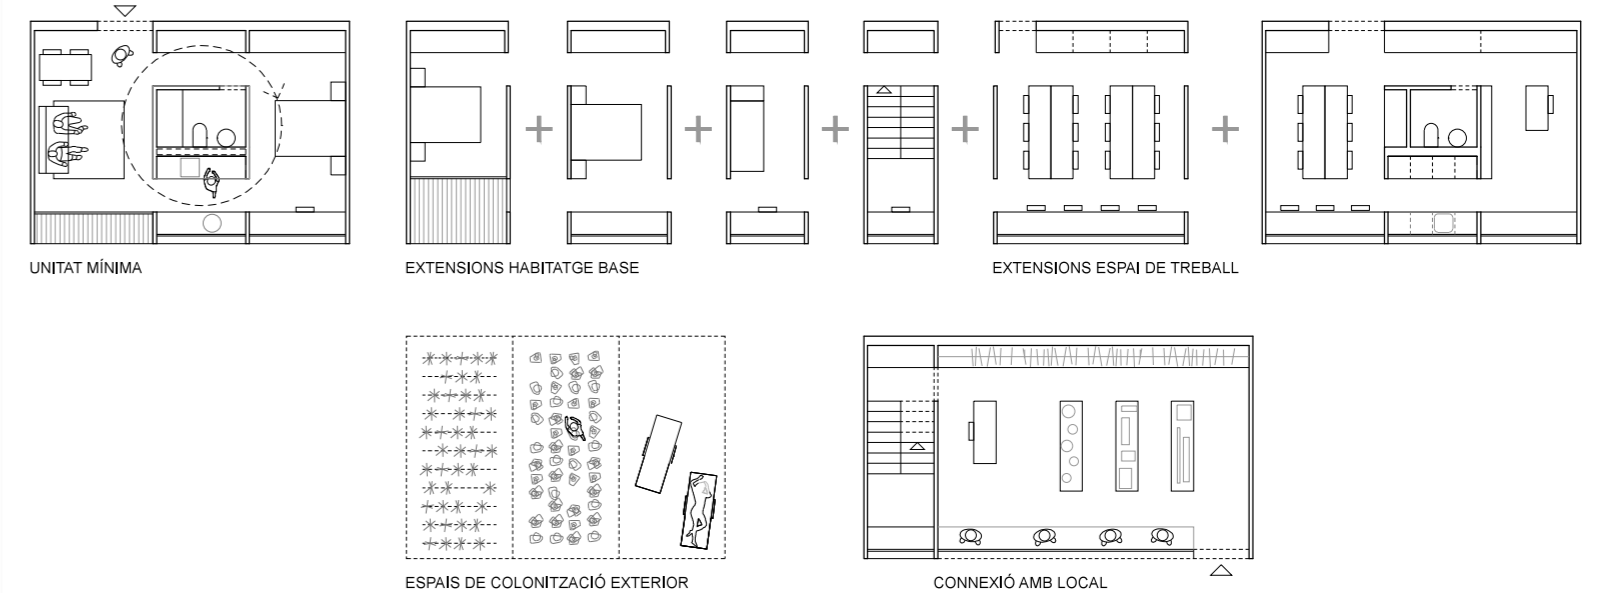 UNITAT MÍNIMA
EXTENSIONS HABITATGE BASE
EXTENSIONS ESPAI DE TREBALL
ESPAIS DE COLONITZACIÓ EXTERIOR
CONNEXIÓ AMB LOCAL